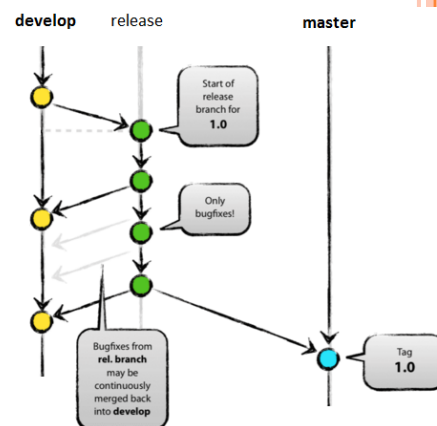 develop release master
Start of
release
branch for
1.0
Only
bugfixes!
Bugfixes from
rel. branch
may be
continuously
merged back
into develop
Tag
1.0